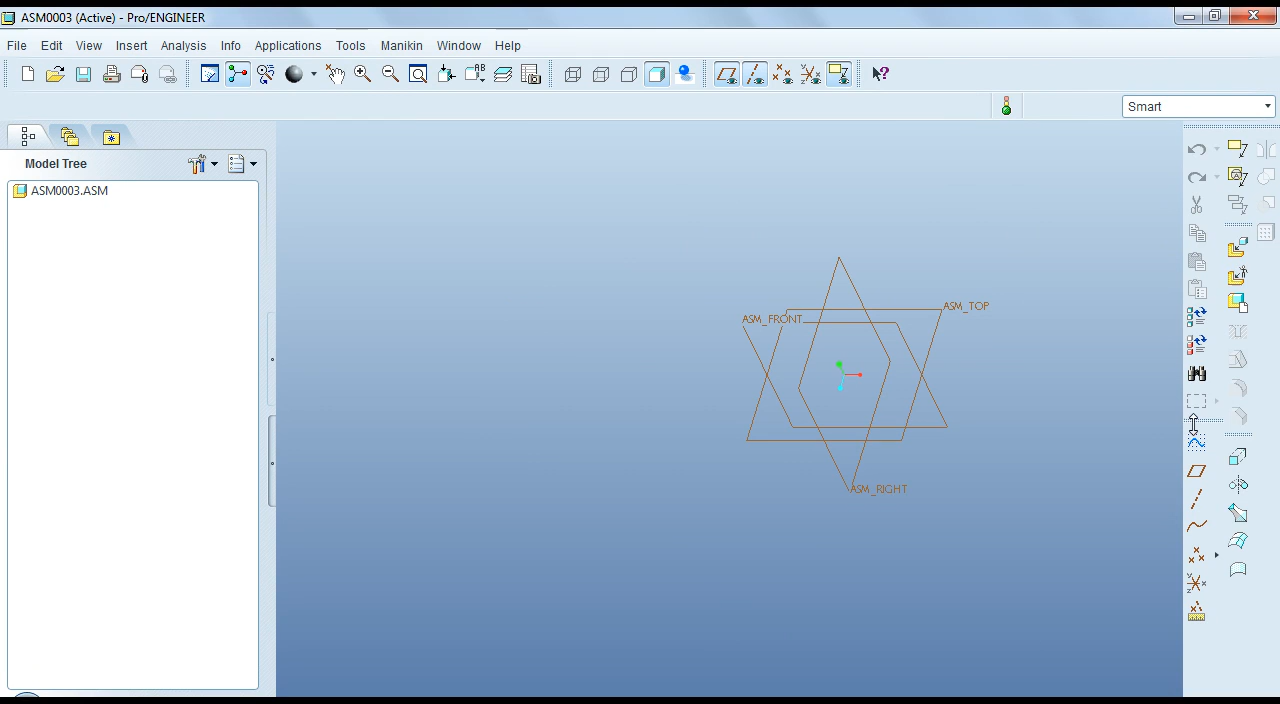 ASM0003 (Active) - Pro/ENGINEER
File Edit View Insert Analysis Info Applications Tools Manikin Window Help
Smart
Model Tree
ASM0003.ASM
ASM_TOP
ASM_FRONT
ASM_RIGHT